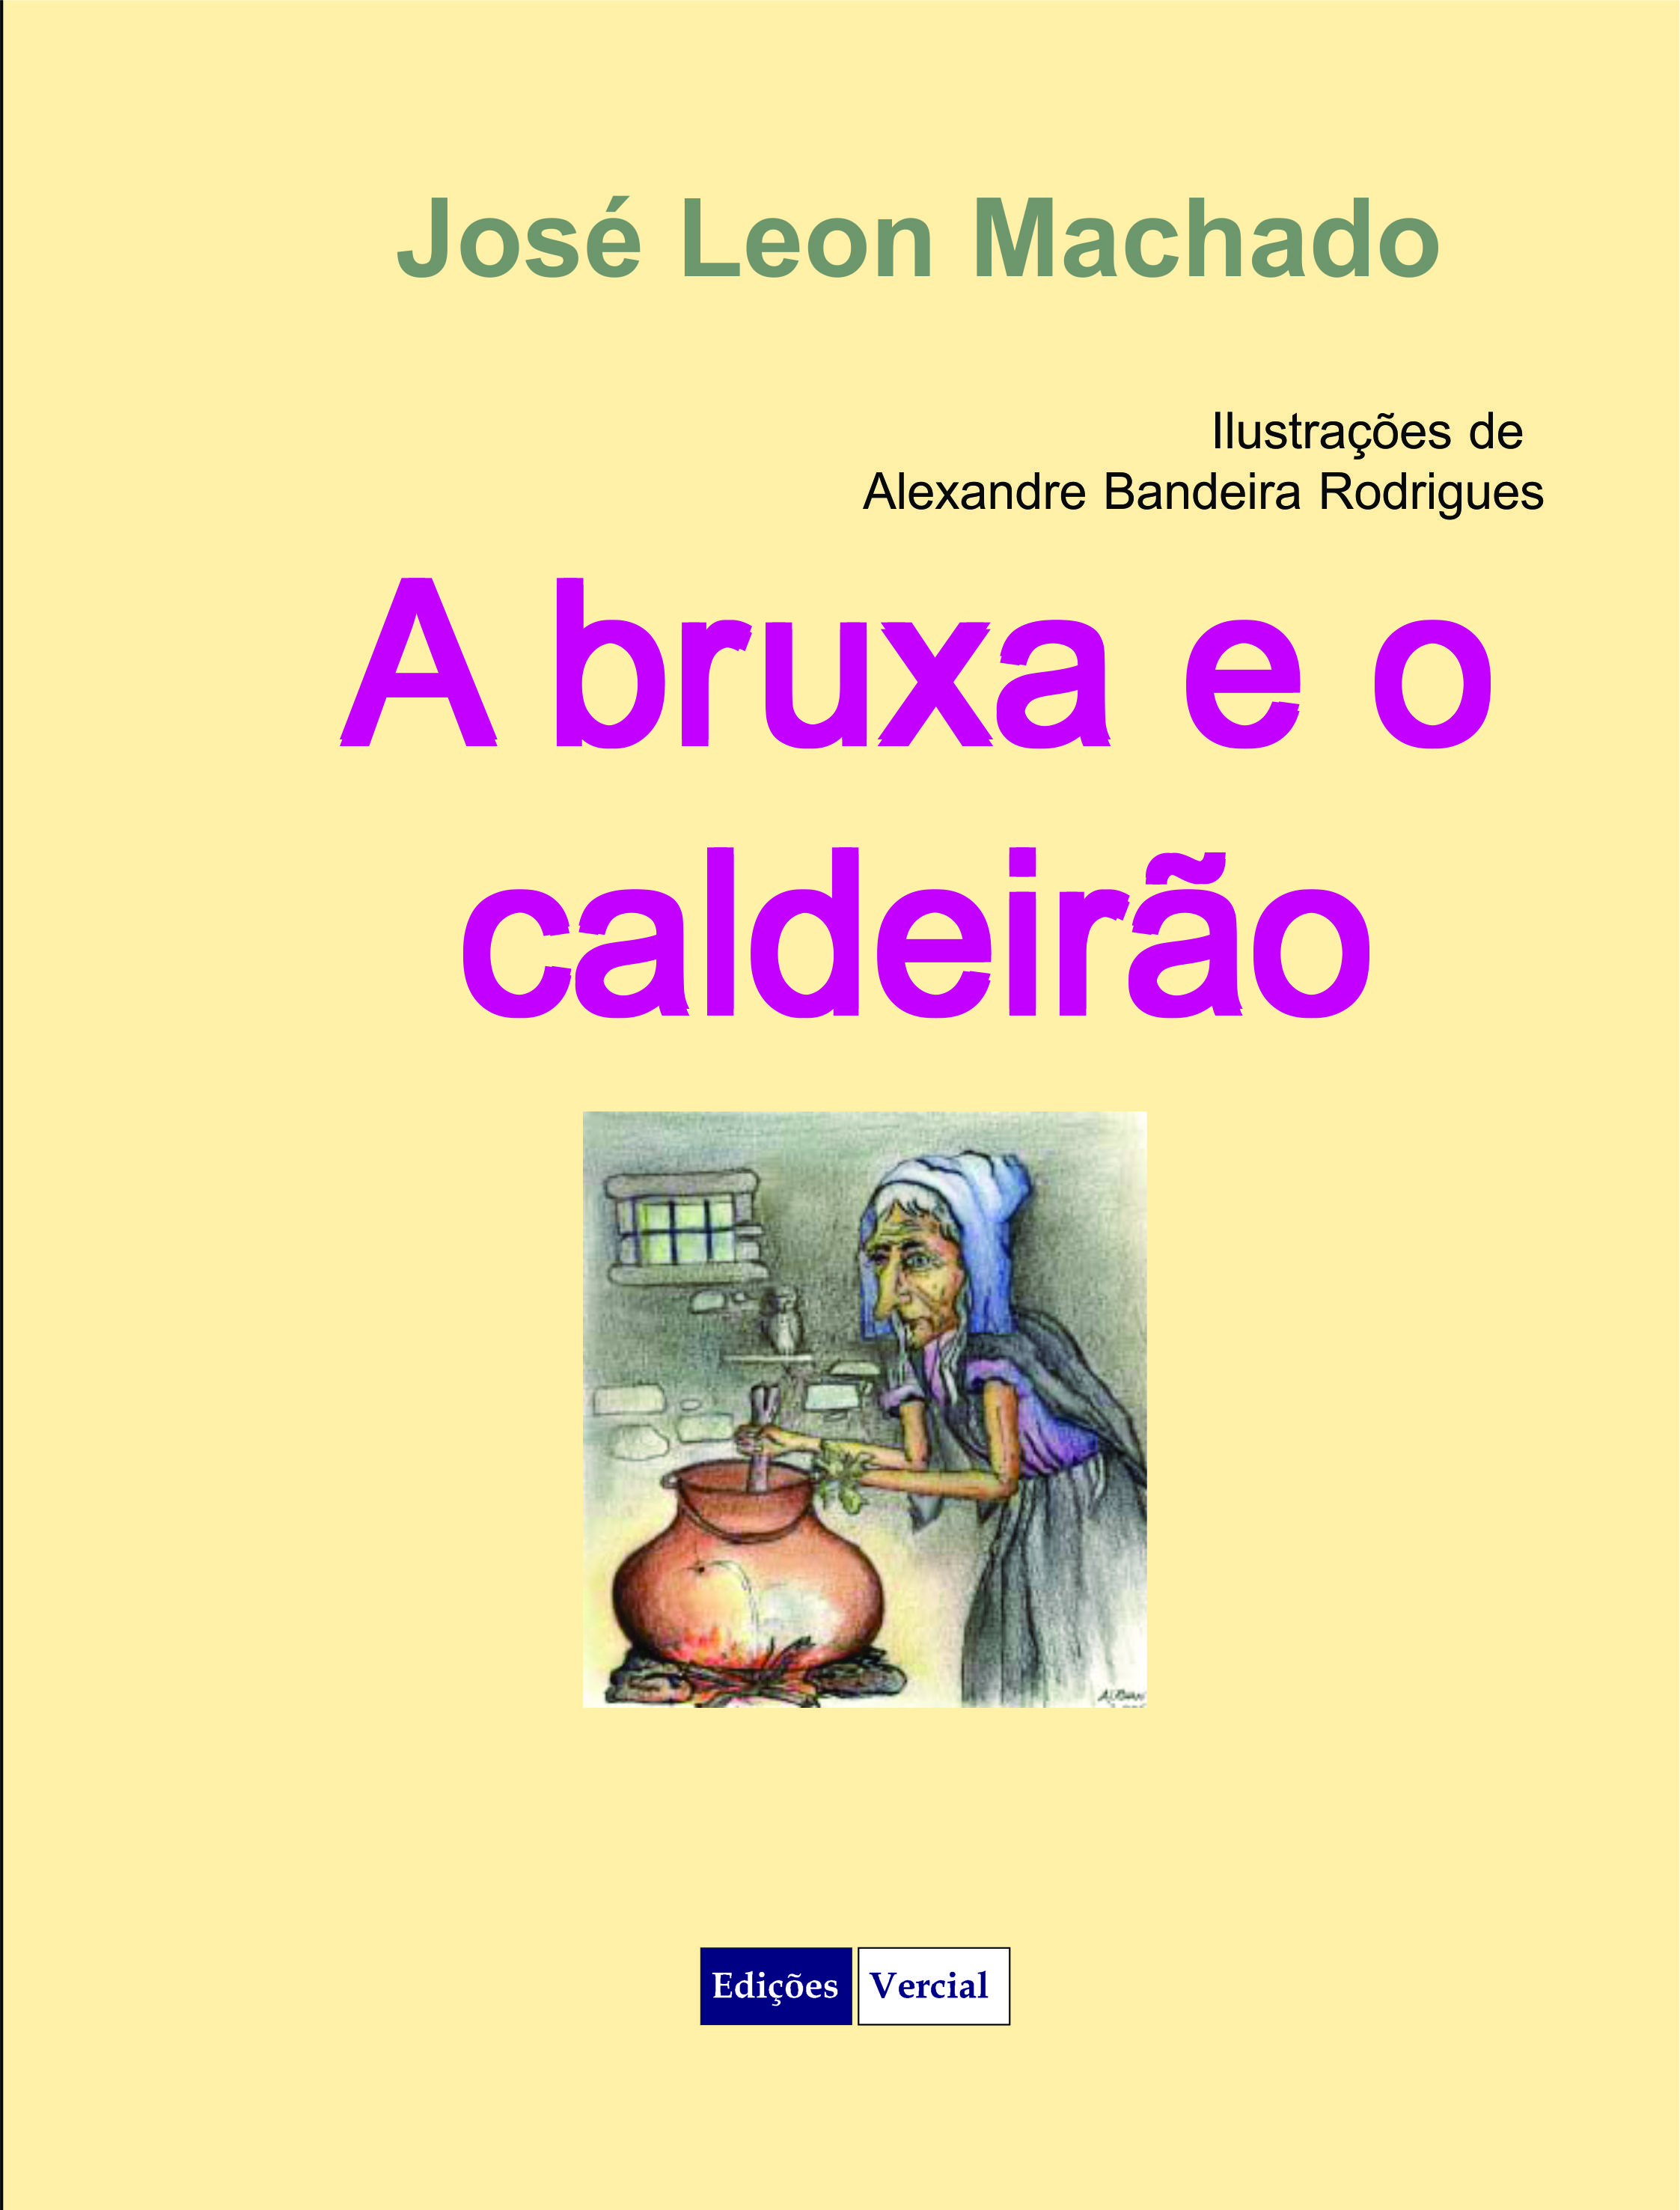 José Leon Machado
Ilustrações de
Alexandre Bandeira Rodrigues
A bruxa e o
caldeirão
Edições Vercial